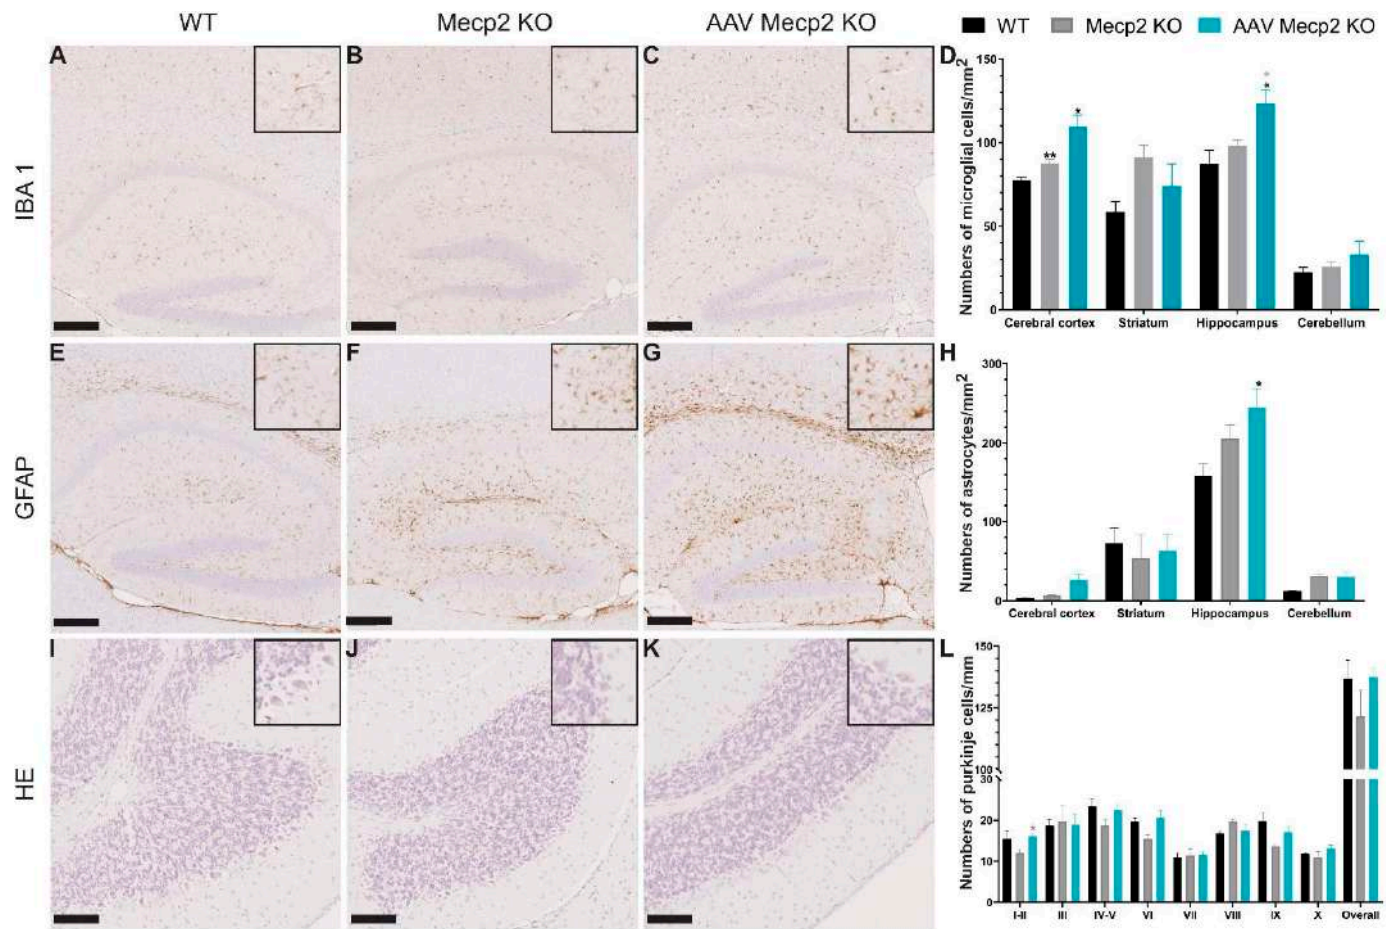 WT Mecp2 KO AAV Mecp2 KO
WT Mecp2 KO AAV Mecp2 KO
IBA 1
A
B
C
D
Numbers of microglial cells/mm²
150
100
50
0
** * * *
Cerebral cortex Striatum Hippocampus Cerebellum
GFAP
E
F
G
H
Numbers of astrocytes/mm²
300
200
100
0
*
Cerebral cortex Striatum Hippocampus Cerebellum
HE
I
J
K
L
Numbers of purkinje cells/mm
150
125
100
30
20
10
0
*
I-II III IV-V VI VII VIII IX X Overall